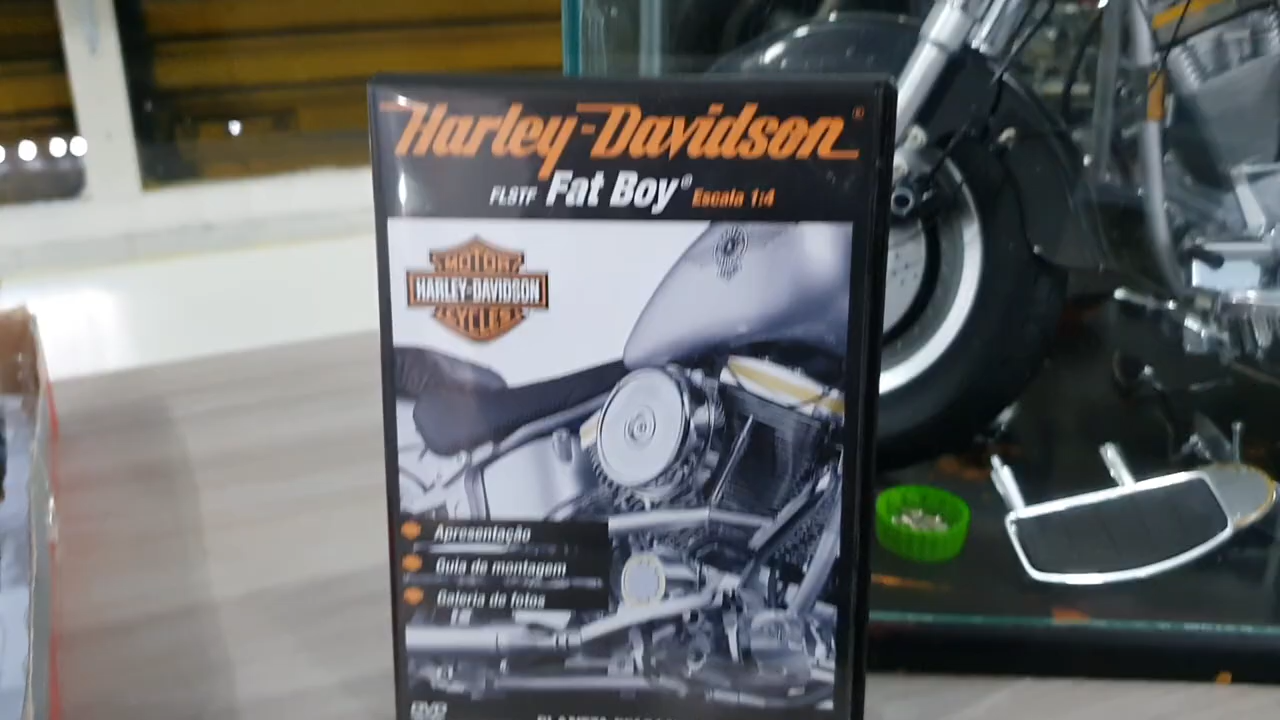 Harley-Davidson®
FLSTF Fat Boy® Escala 1:4
MOTOR
HARLEY-DAVIDSON
CYCLES
Apresentação
Guia de montagem
Galeria de fotos
DVD